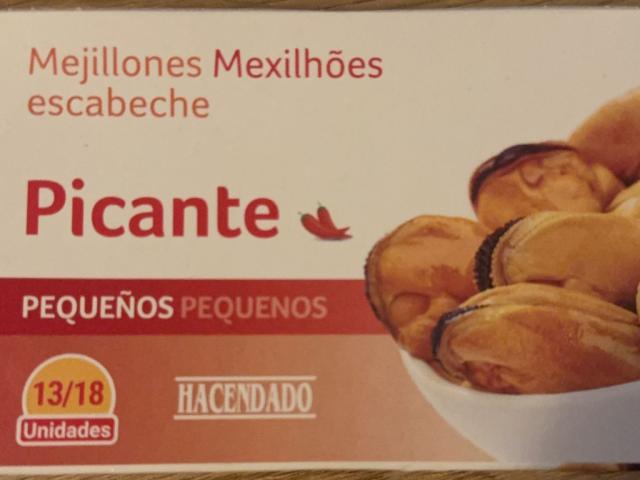 Mejillones Mexilhões
escabeche
Picante
PEQUEÑOS PEQUENOS
13/18
Unidades
HACENDADO